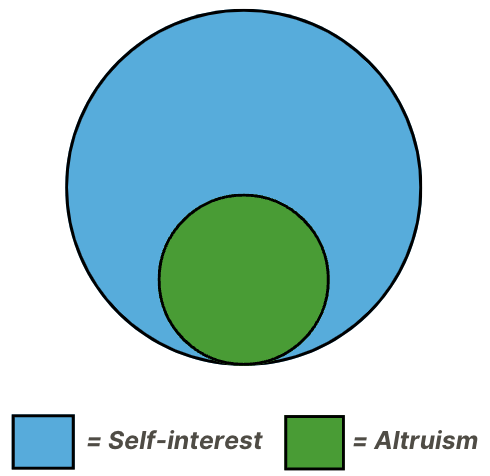 = Self-interest = Altruism